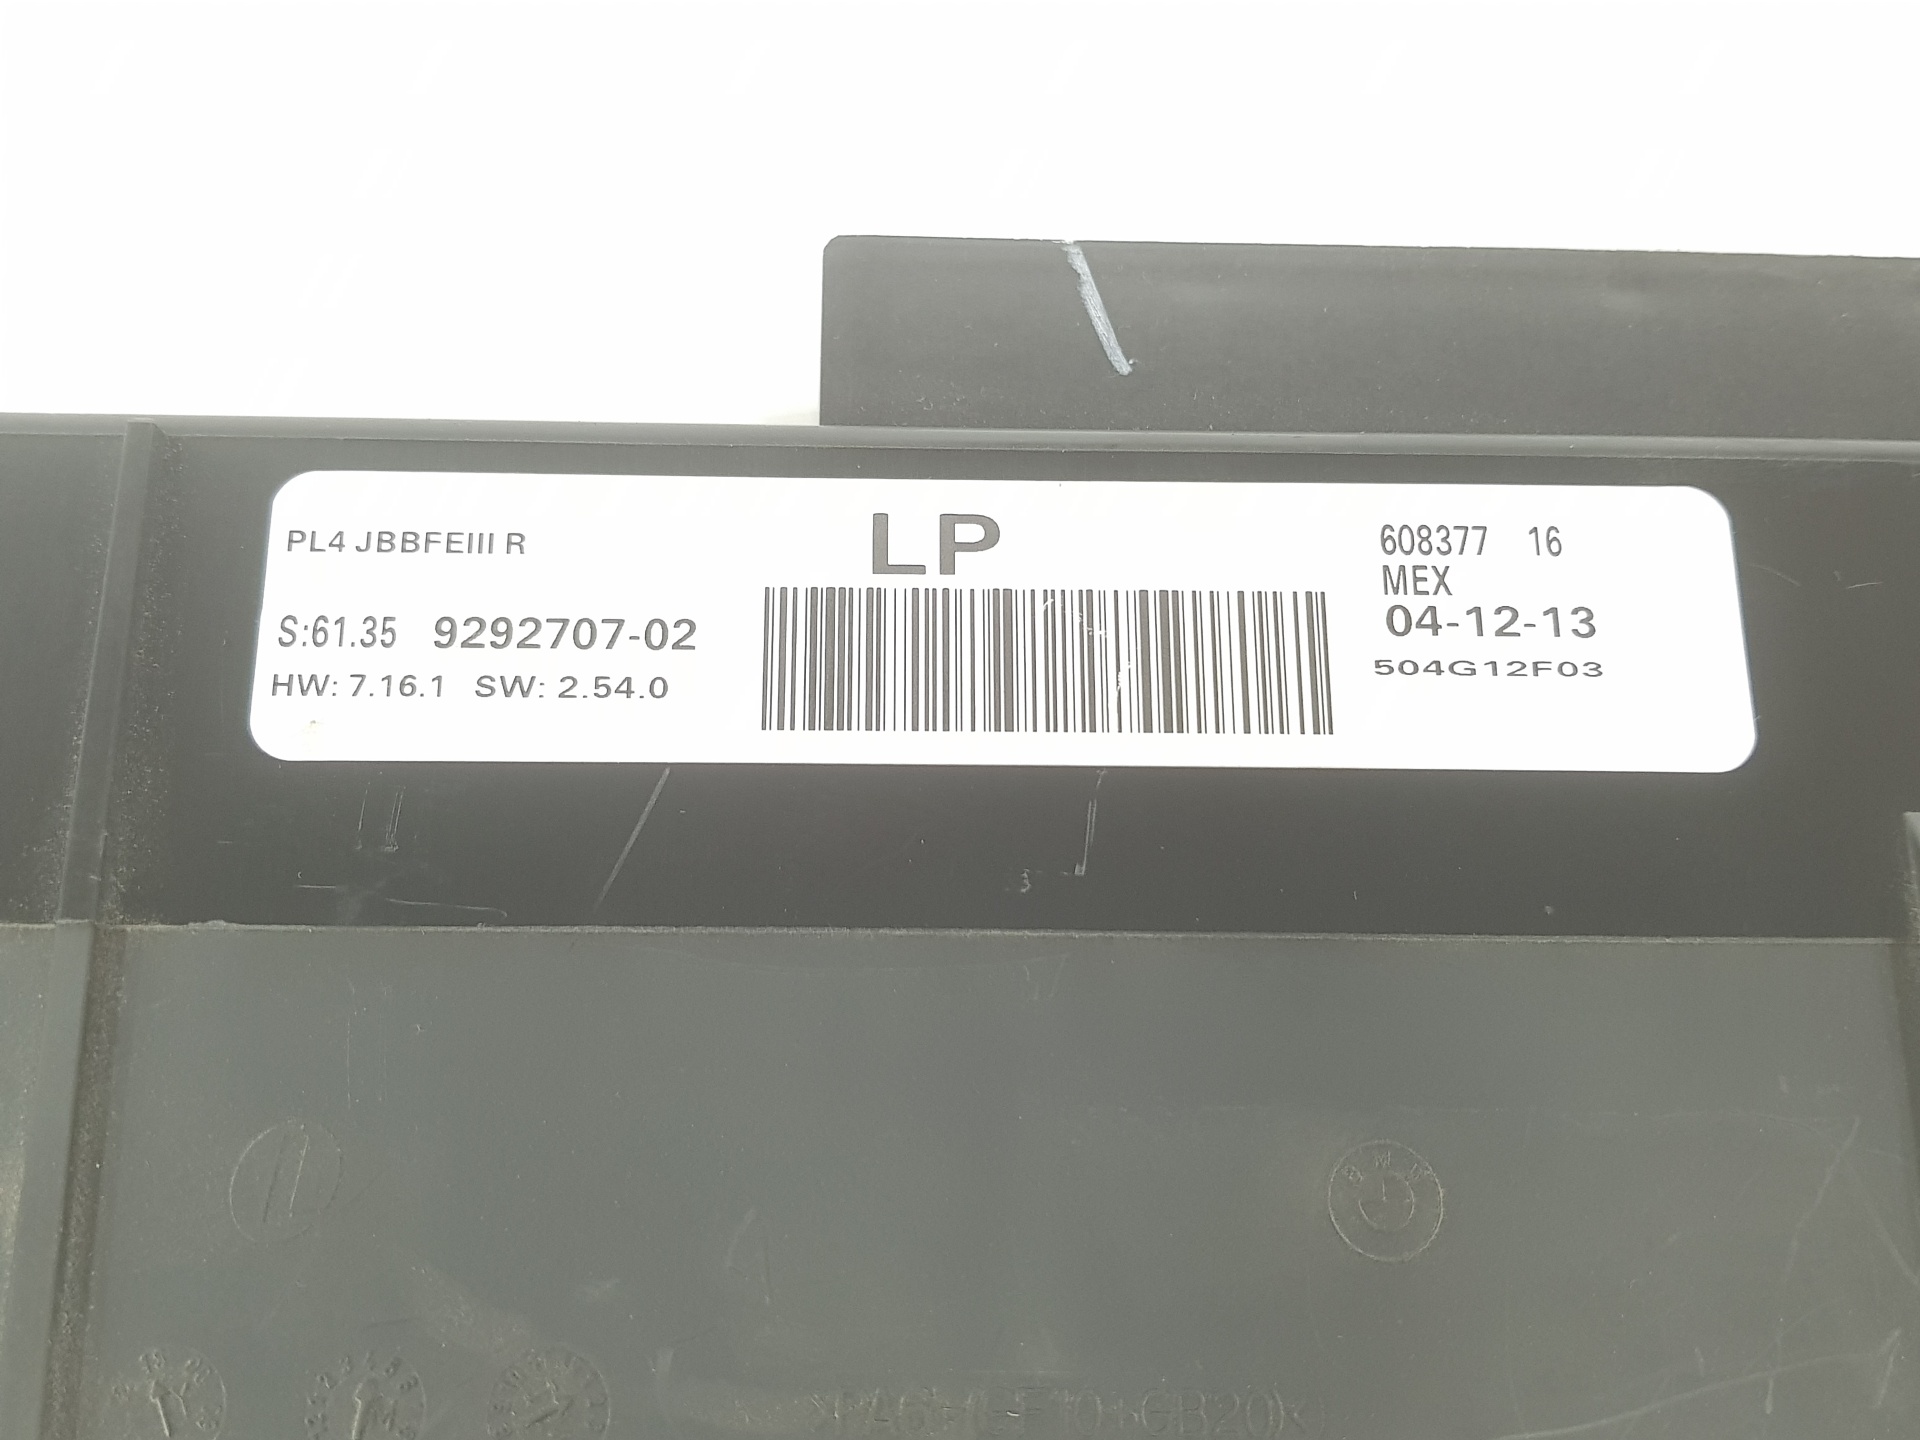 PL4 JBBFEIII R
LP
608377 16
MEX
S:61.35 9292707-02
04-12-13
HW: 7.16.1 SW: 2.54.0
504G12F03
BMW